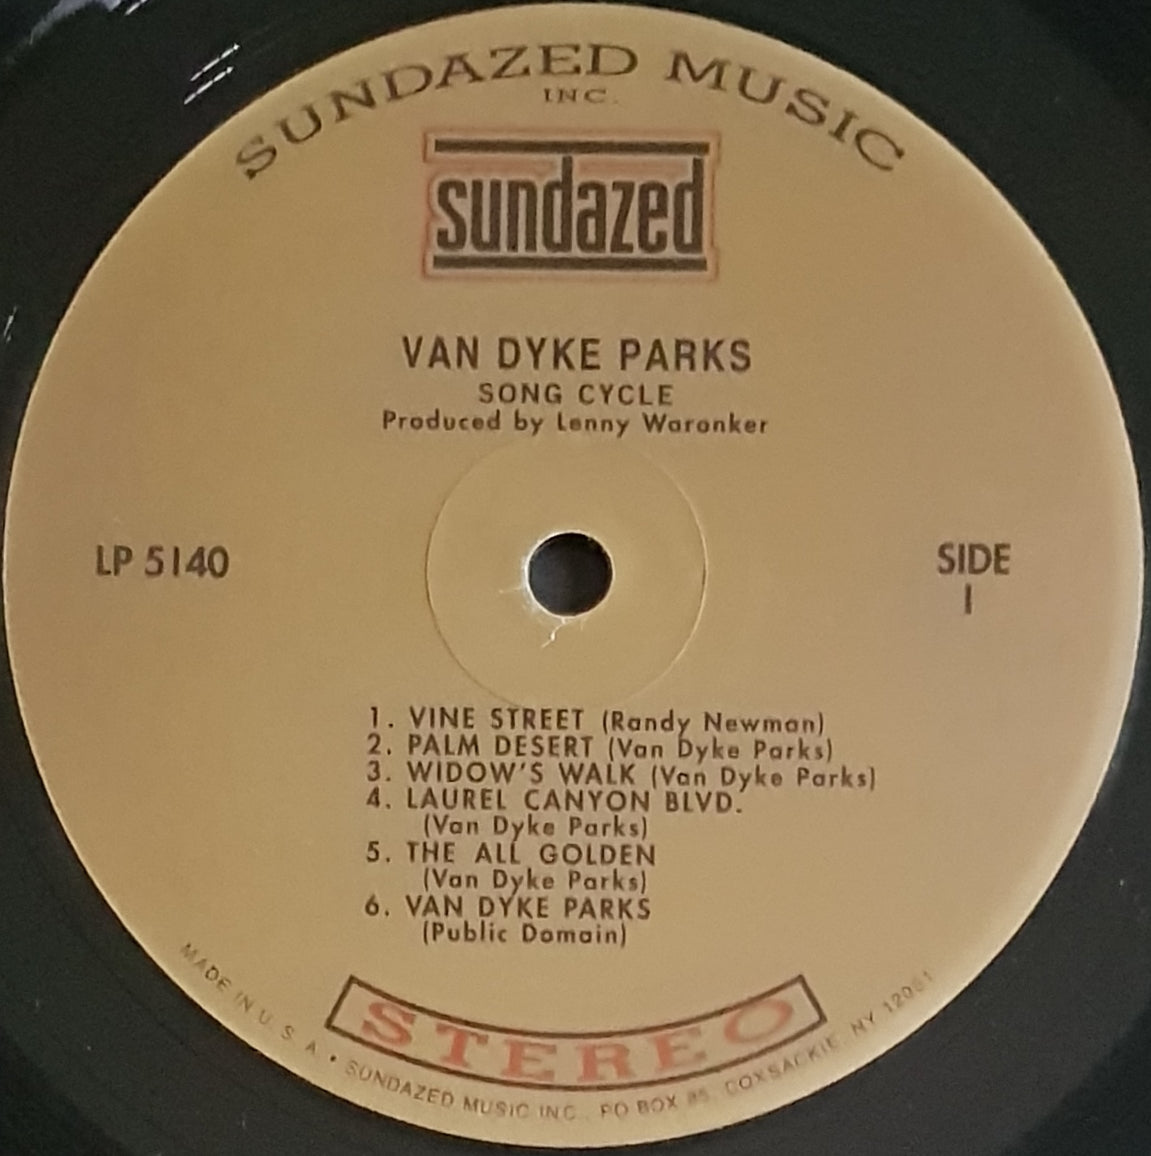 SUNDAZED MUSIC
INC.
sundazed
VAN DYKE PARKS
SONG CYCLE
Produced by Lenny Waronker
LP 5140
SIDE
1
1. VINE STREET (Randy Newman)
2. PALM DESERT (Van Dyke Parks)
3. WIDOW'S WALK (Van Dyke Parks)
4. LAUREL CANYON BLVD.
(Van Dyke Parks)
5. THE ALL GOLDEN
(Van Dyke Parks)
6. VAN DYKE PARKS
(Public Domain)
STEREO
MADE IN U. S. A. • SUNDAZED MUSIC INC., PO BOX 85, COXSACKIE, NY 12051